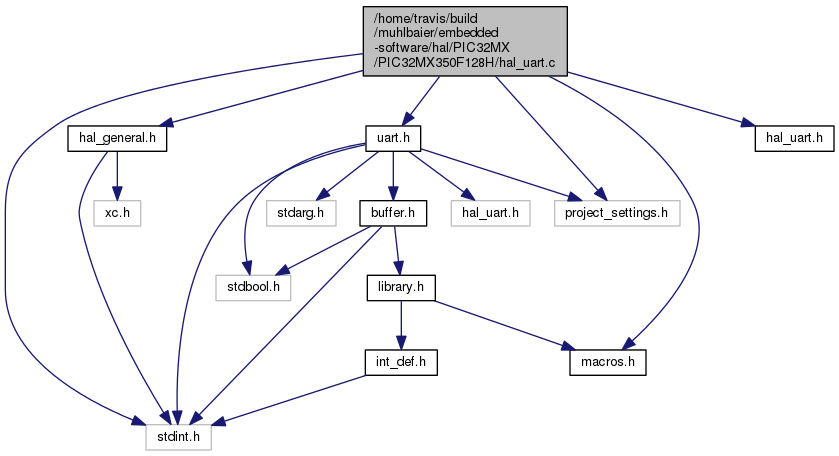 /home/travis/build
/muhlbaier/embedded
-software/hal/PIC32MX
/PIC32MX350F128H/hal_uart.c
hal_general.h
uart.h
hal_uart.h
xc.h
stdarg.h
buffer.h
hal_uart.h
project_settings.h
stdbool.h
library.h
int_def.h
macros.h
stdint.h